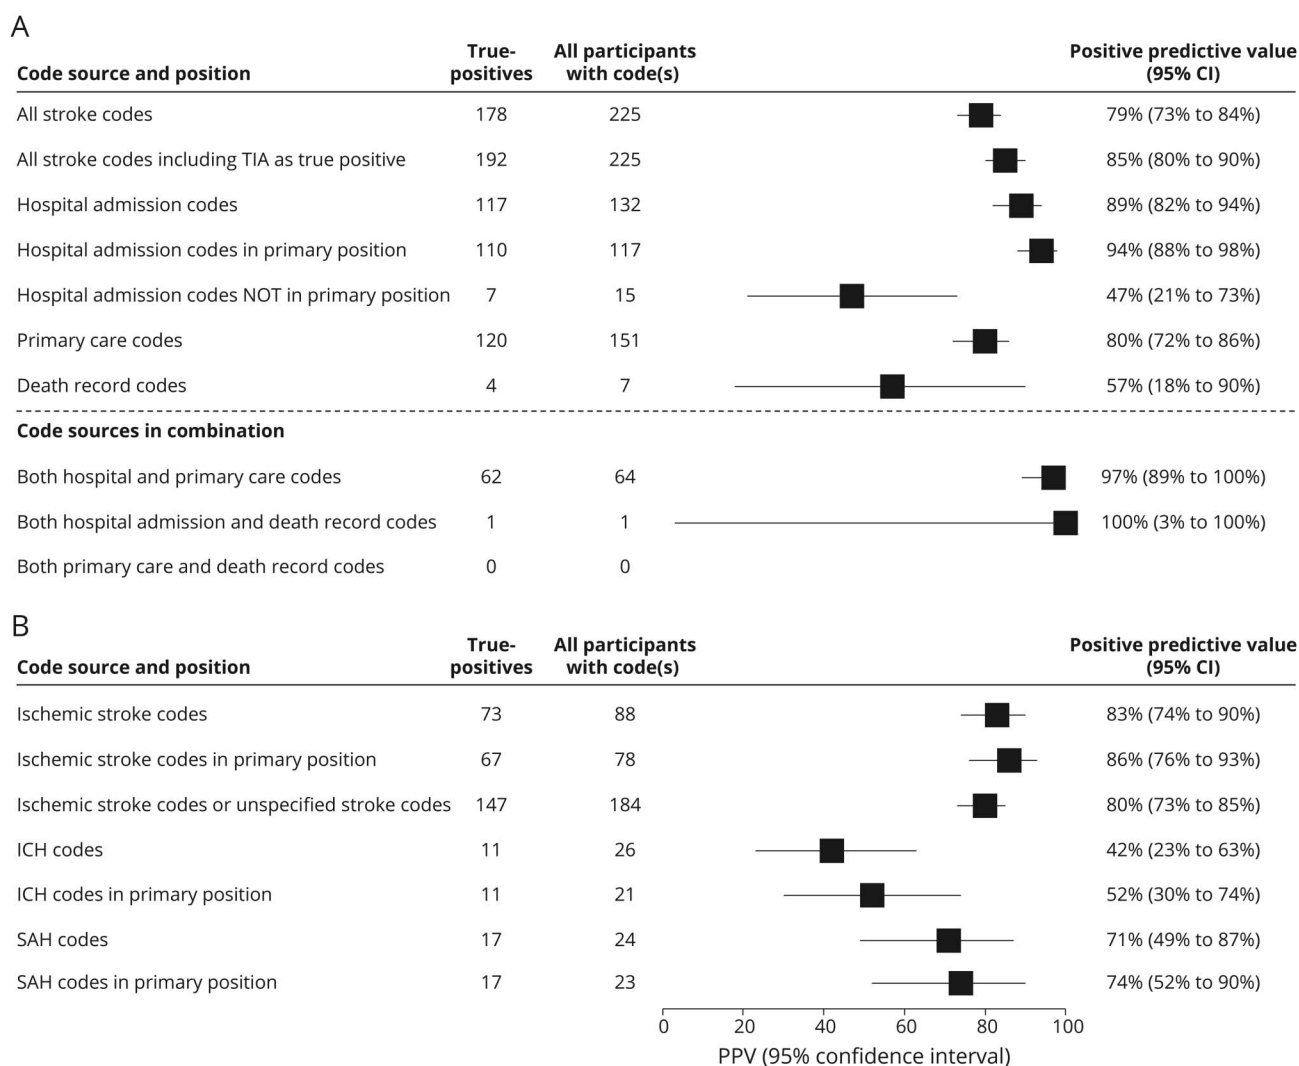 A
Code source and position True-positives All participants with code(s) Positive predictive value (95% CI)
All stroke codes 178 225 79% (73% to 84%)
All stroke codes including TIA as true positive 192 225 85% (80% to 90%)
Hospital admission codes 117 132 89% (82% to 94%)
Hospital admission codes in primary position 110 117 94% (88% to 98%)
Hospital admission codes NOT in primary position 7 15 47% (21% to 73%)
Primary care codes 120 151 80% (72% to 86%)
Death record codes 4 7 57% (18% to 90%)
Code sources in combination
Both hospital and primary care codes 62 64 97% (89% to 100%)
Both hospital admission and death record codes 1 1 100% (3% to 100%)
Both primary care and death record codes 0 0
B
Code source and position True-positives All participants with code(s) Positive predictive value (95% CI)
Ischemic stroke codes 73 88 83% (74% to 90%)
Ischemic stroke codes in primary position 67 78 86% (76% to 93%)
Ischemic stroke codes or unspecified stroke codes 147 184 80% (73% to 85%)
ICH codes 11 26 42% (23% to 63%)
ICH codes in primary position 11 21 52% (30% to 74%)
SAH codes 17 24 71% (49% to 87%)
SAH codes in primary position 17 23 74% (52% to 90%)
0 20 40 60 80 100
PPV (95% confidence interval)